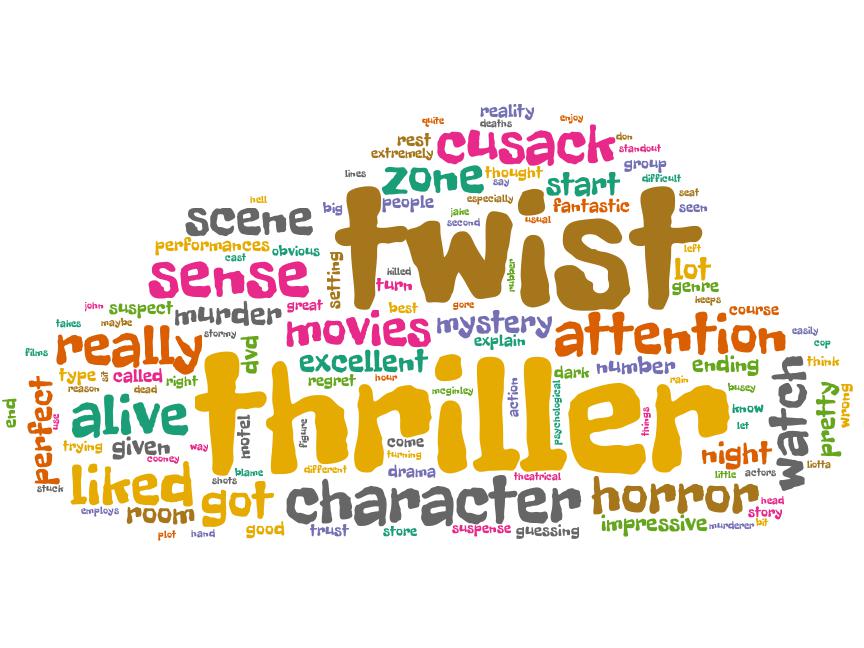 reality
quite
deaths
enjoy
rest
cusack
don
extremely
standout
zone
thought
group
lines
say
start
difficult
hell
big
people
especially
seat
scene
jake
usual
fantastic
seen
second
twist
performances
obvious
left
cast
setting
killed
rubber
lot
sense
turn
genre
keeps
john
suspect
murder
great
best
gore
course
takes
maybe
stormy
movies
mystery
attention
easily
explain
cop
films
really
dvd
excellent
dark
number
ending
think
type
sit
called
right
regret
hour
thriller
action
psychological
rain
busey
watch
reason
dead
mcginley
end
perfect
use
alive
motel
figure
things
know
let
pretty
wrong
trying
given
way
come
turning
night
cooney
liotta
liked
blame
different
drama
theatrical
little
actors
stuck
shots
got
character
horror
head
employs
room
story
good
trust
store
suspense
guessing
impressive
murderer
bit
plot
hand